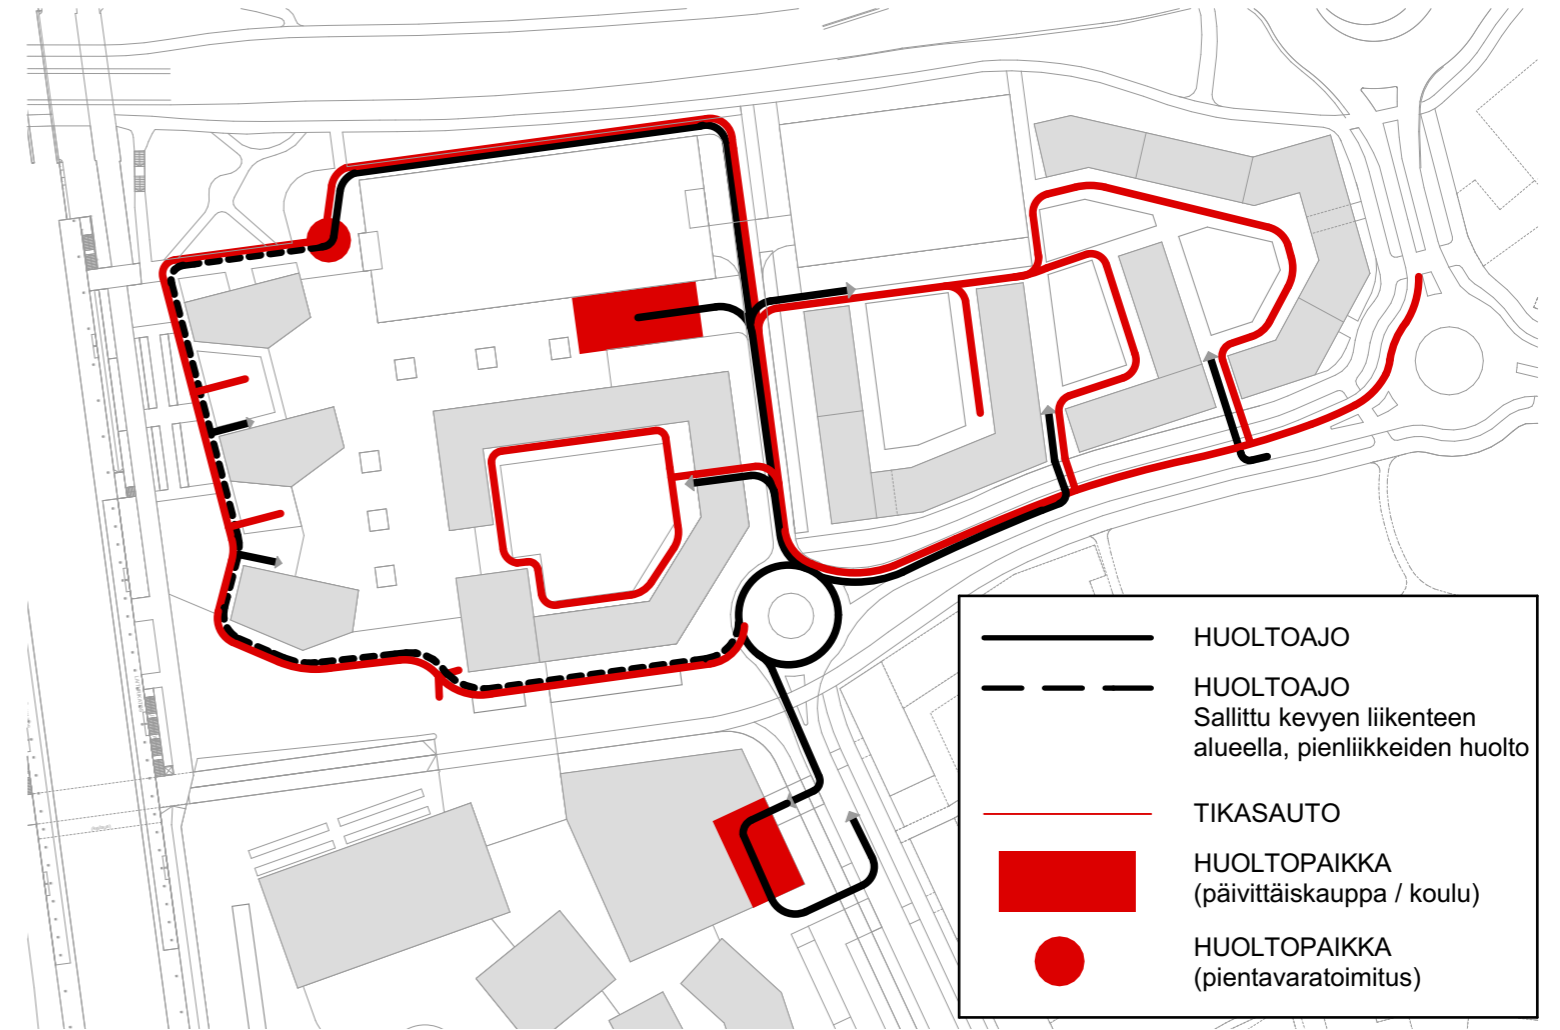 HUOLTOAJO
HUOLTOAJO
Sallittu kevyen liikenteen
alueella, pienliikkeiden huolto
TIKASAUTO
HUOLTOPAIKKA
(päivittäiskauppa / koulu)
HUOLTOPAIKKA
(pientavaratoimitus)